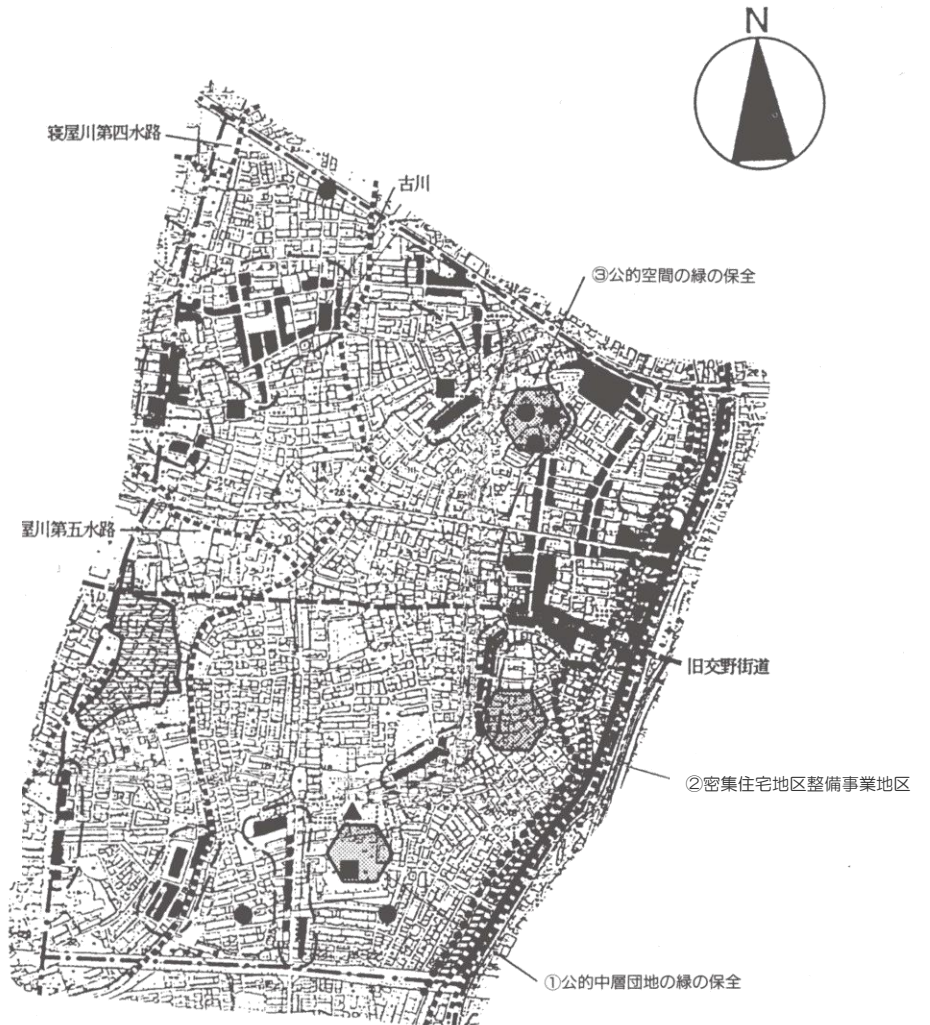 N
寝屋川第四水路
古川
③公的空間の緑の保全
屋川第五水路
旧交野街道
②密集住宅地区整備事業地区
①公的中層団地の緑の保全